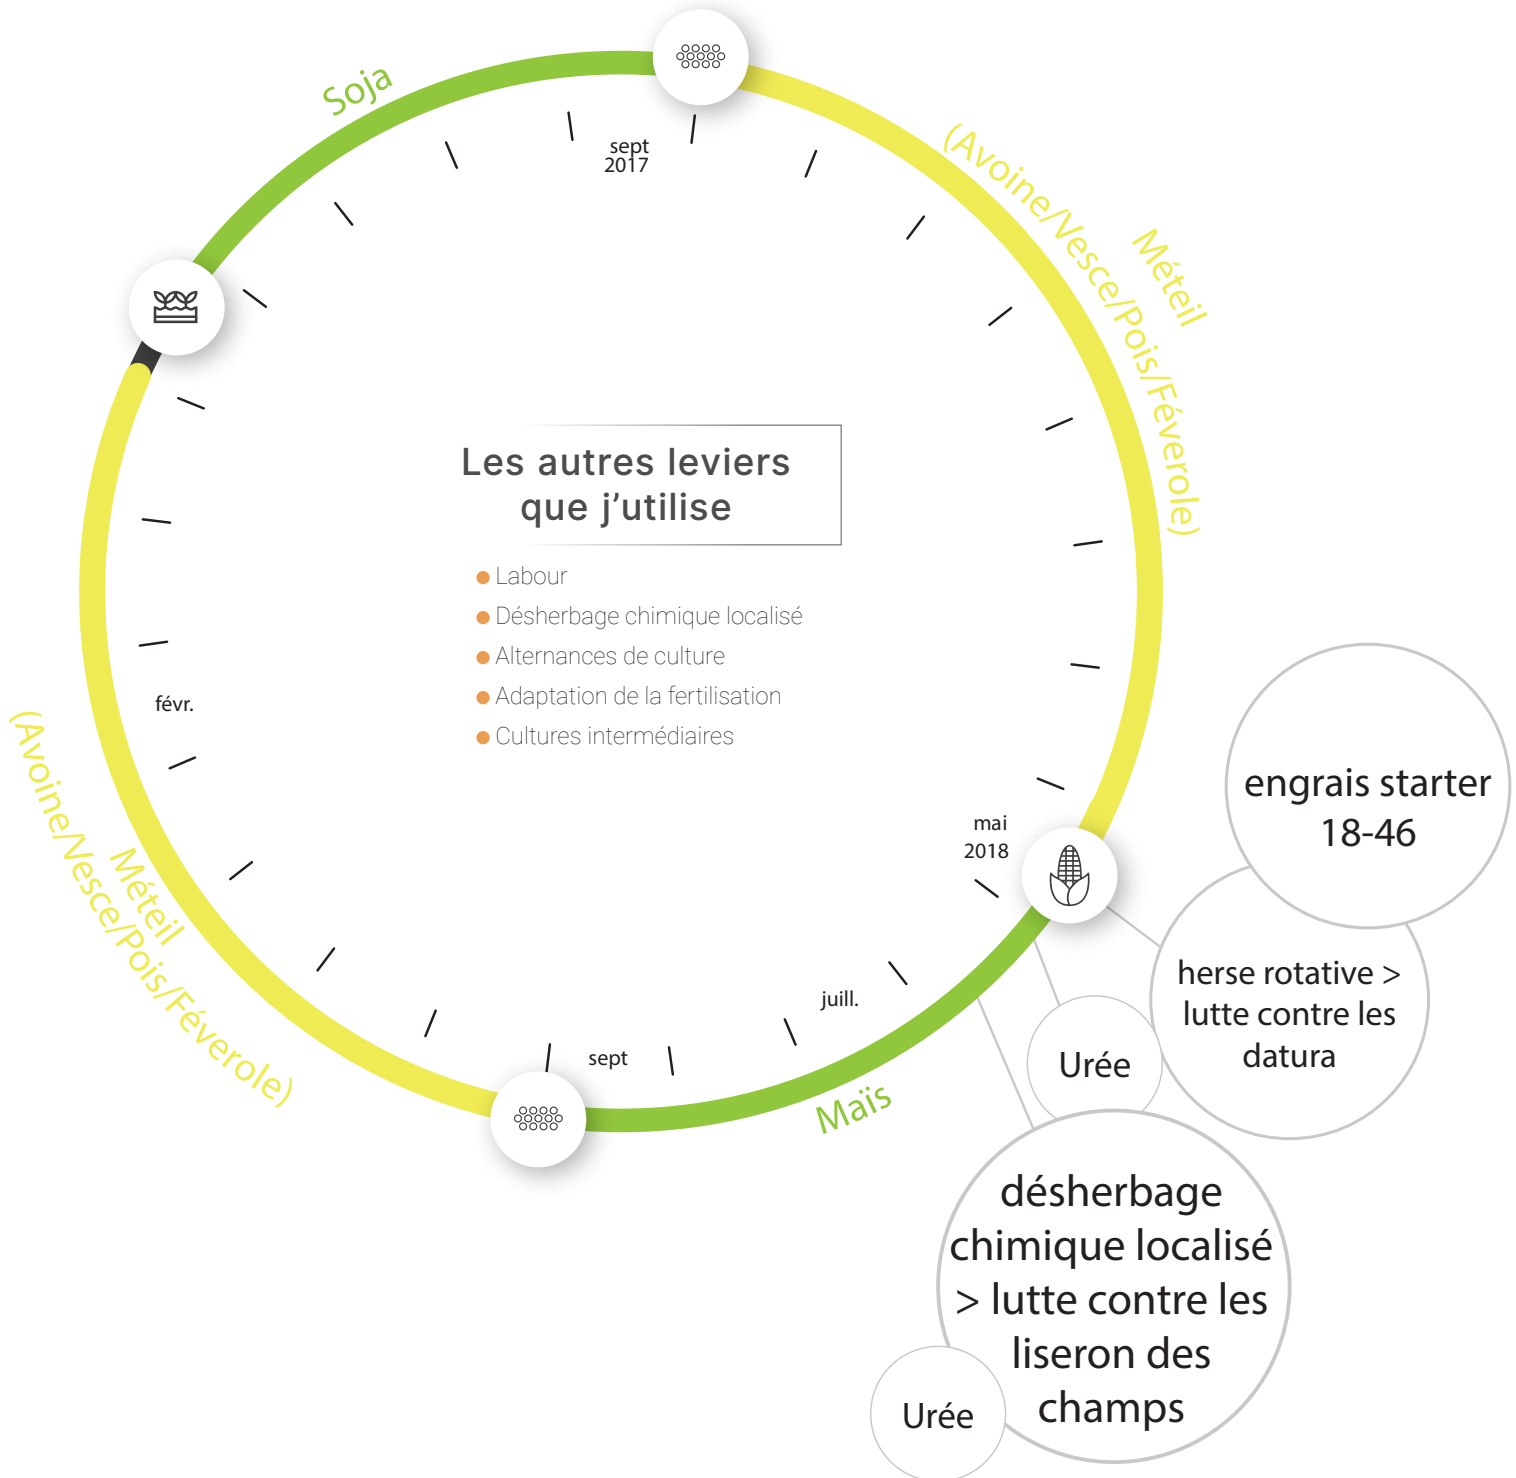 Soja
sept
2017
(Avoine/Vesce/Pois/Féverole)
Méteil
Les autres leviers
que j'utilise
Labour
Désherbage chimique localisé
Alternances de culture
Adaptation de la fertilisation
Cultures intermédiaires
févr.
Méteil
(Avoine/Vesce/Pois/Féverole)
mai
2018
engrais starter
18-46
herse rotative >
lutte contre les
datura
juill.
sept
Urée
Maïs
désherbage
chimique localisé
> lutte contre les
liseron des
champs
Urée